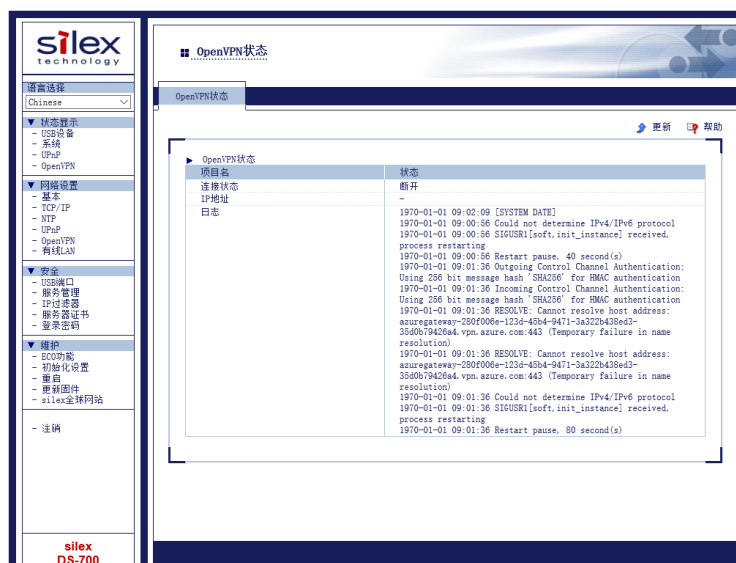 silex
technology
语言选择
Chinese
▼ 状态显示
- USB设备
- 系统
- UPnP
- OpenVPN
▼ 网络设置
- 基本
- TCP/IP
- NTP
- UPnP
- OpenVPN
- 有线LAN
▼ 安全
- USB端口
- 服务管理
- IP过滤器
- 服务器证书
- 登录密码
▼ 维护
- ECO功能
- 初始化设置
- 重启
- 更新固件
- silex全球网站
- 注销
silex
DS-700
OpenVPN状态
OpenVPN状态
更新 帮助
OpenVPN状态
项目名 状态
连接状态 断开
IP地址 -
日志 1970-01-01 09:02:09 [SYSTEM DATE]
1970-01-01 09:00:56 Could not determine IPv4/IPv6 protocol
1970-01-01 09:00:56 SIGUSR1[soft,init_instance] received,
process restarting
1970-01-01 09:00:56 Restart pause, 40 second(s)
1970-01-01 09:01:36 Outgoing Control Channel Authentication:
Using 256 bit message hash 'SHA256' for HMAC authentication
1970-01-01 09:01:36 Incoming Control Channel Authentication:
Using 256 bit message hash 'SHA256' for HMAC authentication
1970-01-01 09:01:36 RESOLVE: Cannot resolve host address:
azuregateway-280f006e-123d-45b4-9471-3a322b438ed3-
35d0b79426a4.vpn.azure.com:443 (Temporary failure in name
resolution)
1970-01-01 09:01:36 RESOLVE: Cannot resolve host address:
azuregateway-280f006e-123d-45b4-9471-3a322b438ed3-
35d0b79426a4.vpn.azure.com:443 (Temporary failure in name
resolution)
1970-01-01 09:01:36 Could not determine IPv4/IPv6 protocol
1970-01-01 09:01:36 SIGUSR1[soft,init_instance] received,
process restarting
1970-01-01 09:01:36 Restart pause, 80 second(s)